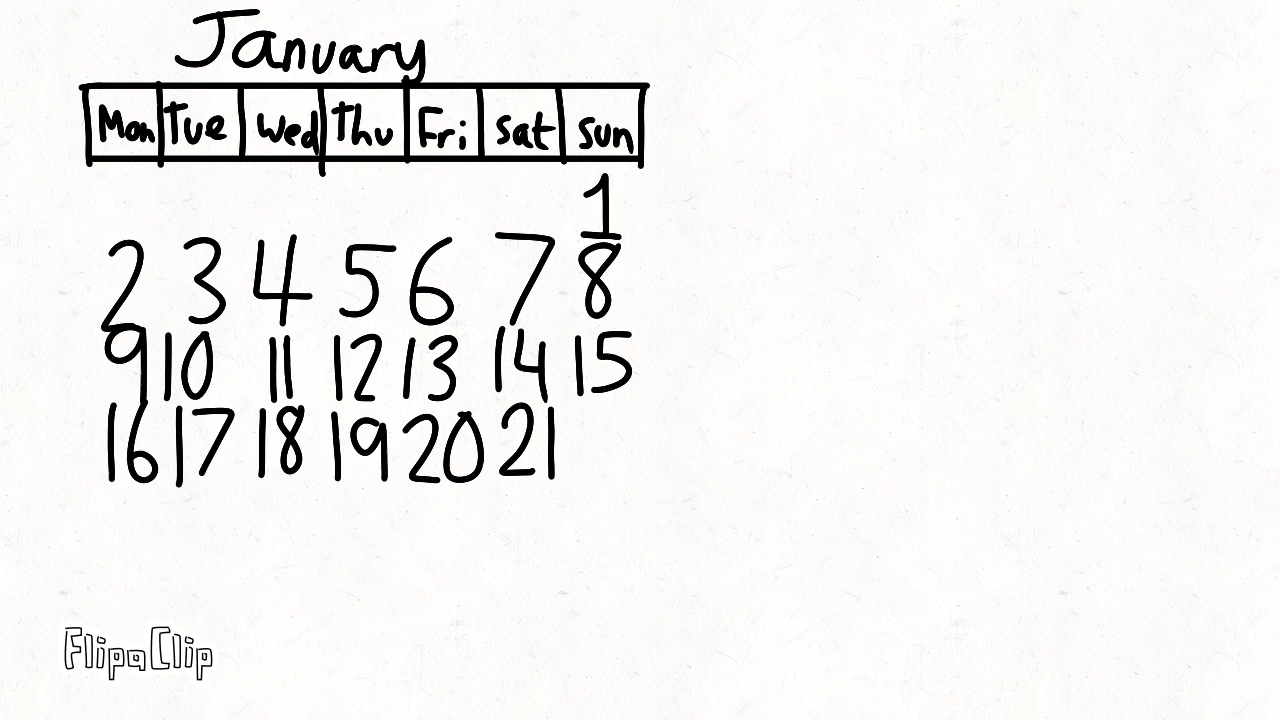 January
Mon Tue Wed Thu Fri Sat Sun
1
2 3 4 5 6 7 8
9 10 11 12 13 14 15
16 17 18 19 20 21
FlipaClip